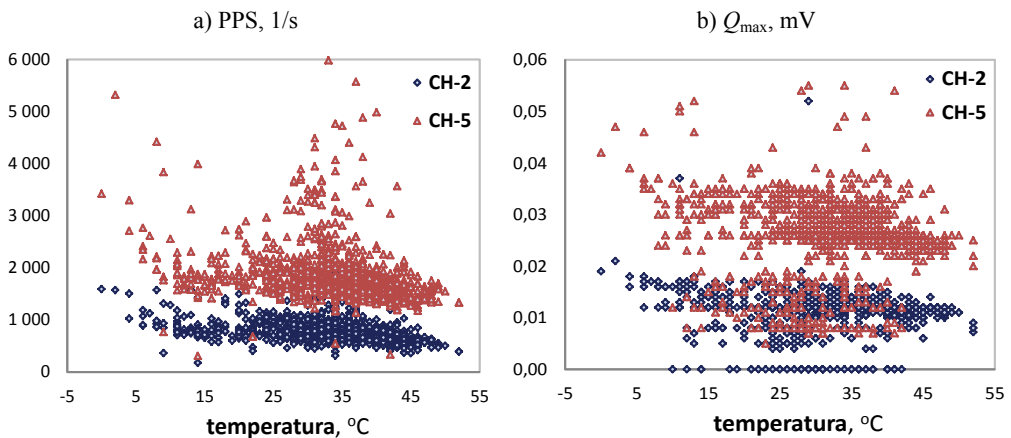 a) PPS, 1/s
6 000
5 000
4 000
3 000
2 000
1 000
0
-5 5 15 25 35 45 55
CH-2
CH-5
temperatura, °C
b) Qmax, mV
0,06
0,05
0,04
0,03
0,02
0,01
0,00
-5 5 15 25 35 45 55
CH-2
CH-5
temperatura, °C